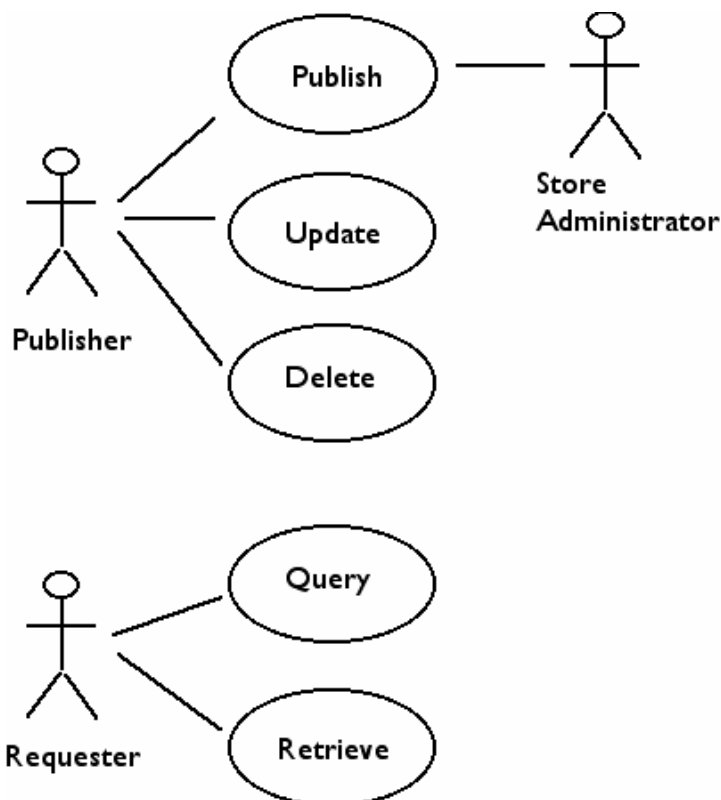 Publish
Store
Administrator
Update
Publisher
Delete
Query
Requester
Retrieve